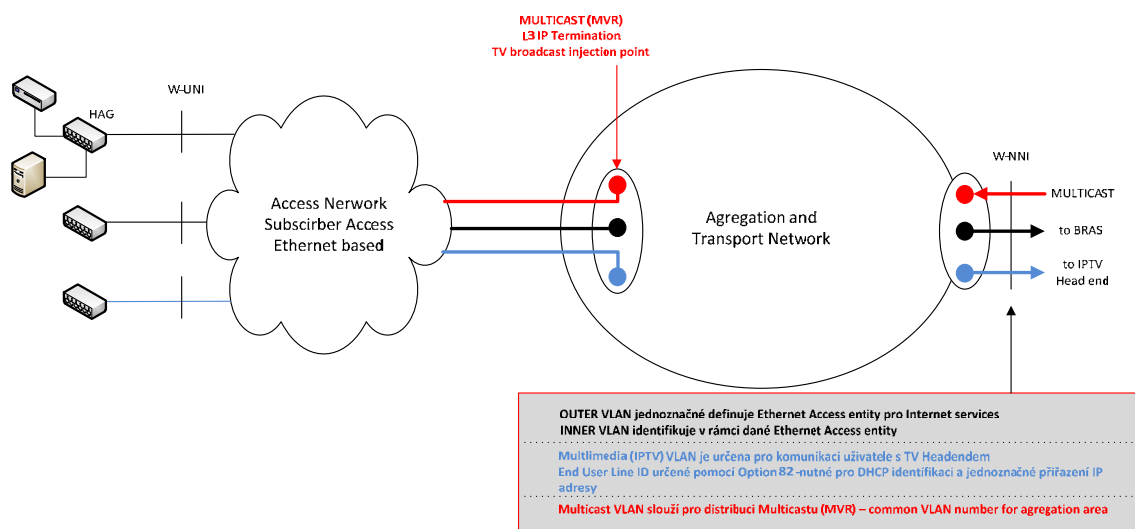 MULTICAST (MVR)
L3 IP Termination
TV broadcast injection point
W-UNI
HAG
W-NNI
Access Network
Subscirber Access
Ethernet based
Agregation and
Transport Network
MULTICAST
to BRAS
to IPTV
Head end
OUTER VLAN jednoznačné definuje Ethernet Access entity pro Internet services
INNER VLAN identifikuje v rámci dané Ethernet Access entity
Multimedia (IPTV) VLAN je určena pro komunikaci uživatele s TV Headendem
End User Line ID určené pomocí Option 82 -nutné pro DHCP identifikaci a jednoznačné přiřazení IP
adresy
Multicast VLAN slouží pro distribuci Multicastu (MVR) – common VLAN number for agregation area